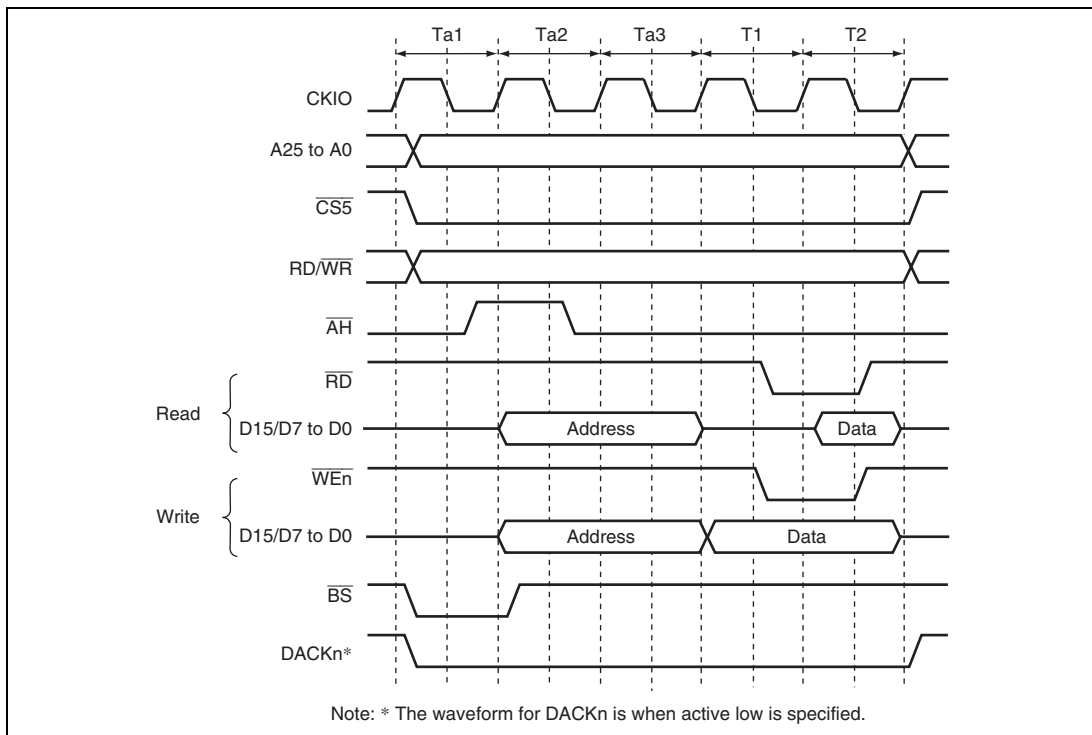 Ta1 Ta2 Ta3 T1 T2
CKIO
A25 to A0
CS5
RD/WR
AH
RD
Read
D15/D7 to D0 Address Data
WEn
Write
D15/D7 to D0 Address Data
BS
DACKn*
Note: * The waveform for DACKn is when active low is specified.